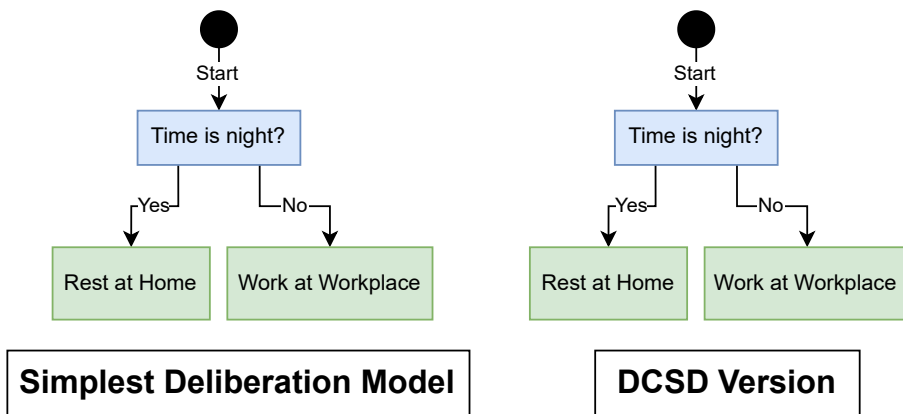 Start
Time is night?
Yes
No
Rest at Home
Work at Workplace
Simplest Deliberation Model
Start
Time is night?
Yes
No
Rest at Home
Work at Workplace
DCSD Version